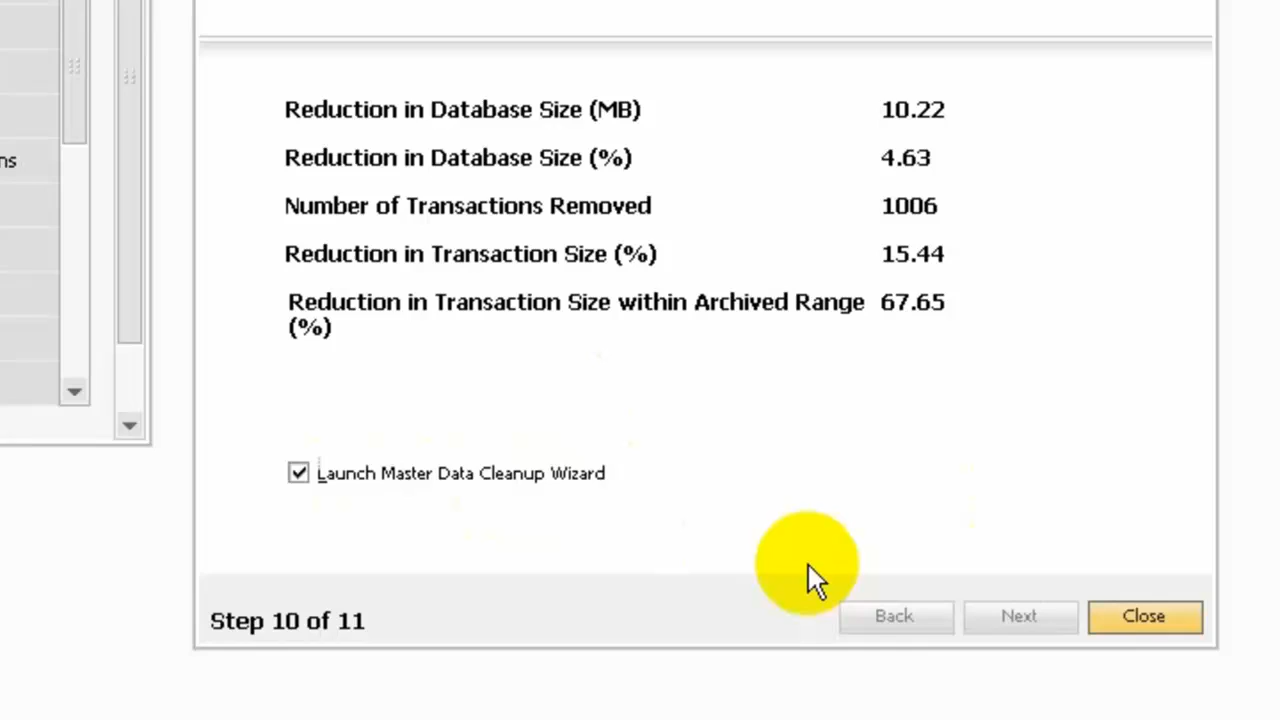 ns
Reduction in Database Size (MB) 10.22
Reduction in Database Size (%) 4.63
Number of Transactions Removed 1006
Reduction in Transaction Size (%) 15.44
Reduction in Transaction Size within Archived Range 67.65
(%)
Launch Master Data Cleanup Wizard
Step 10 of 11 Back Next Close